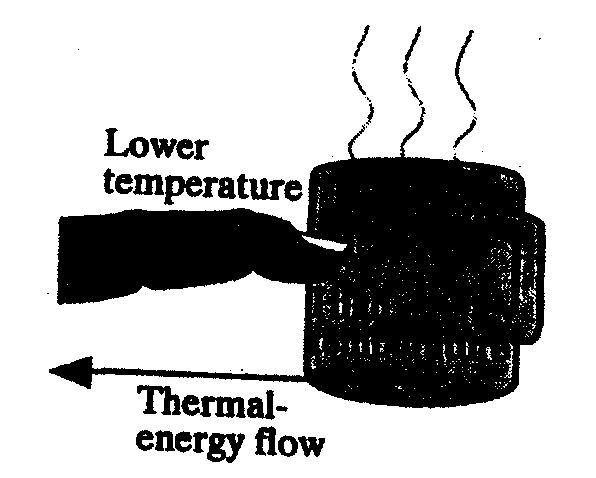 Lower
temperature
Thermal-
energy flow